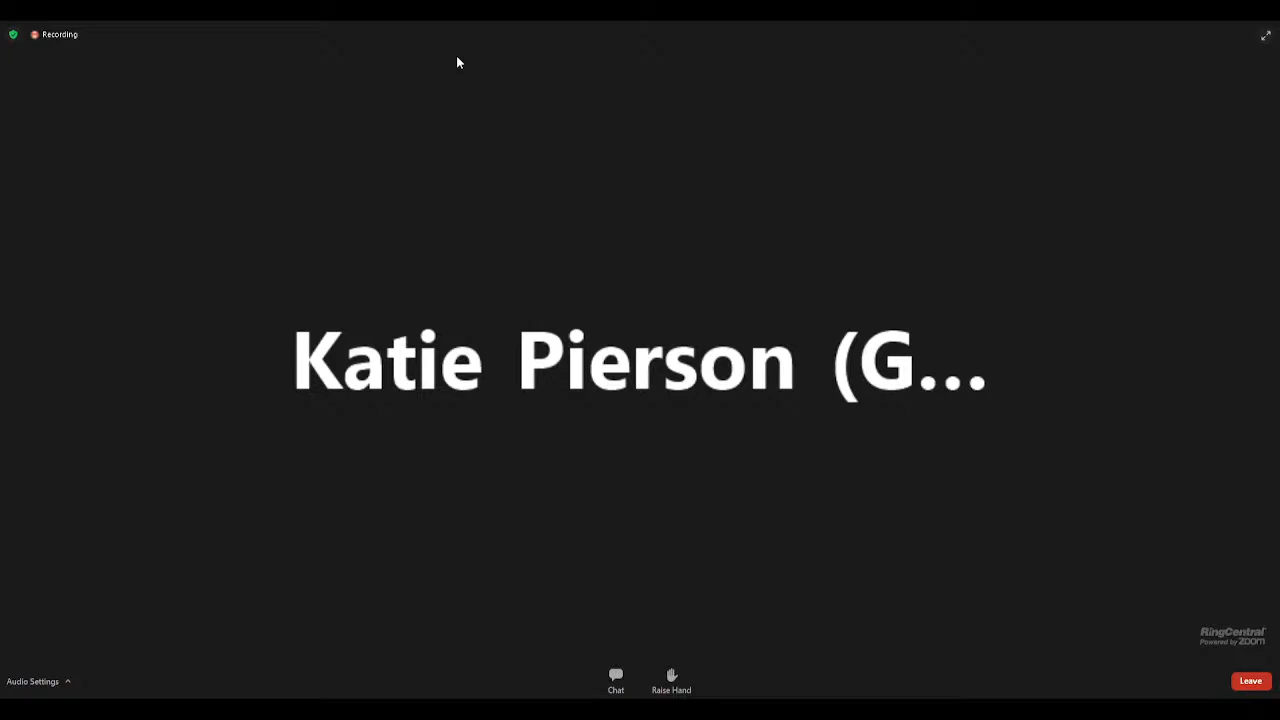 Recording
Katie Pierson (G...
RingCentral
Powered by zoom
Audio Settings
Chat
Raise Hand
Leave